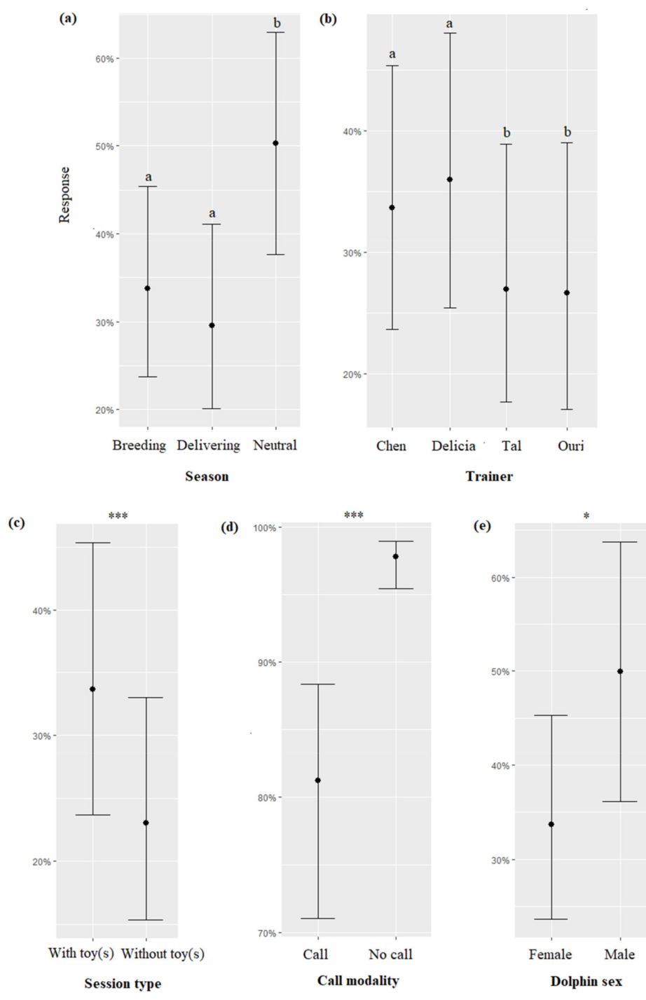 (a)
(b)
b
a
a
60%
50%
40%
30%
20%
Response
a
a
b
b
40%
30%
20%
Breeding Delivering Neutral
Season
Chen Delicia Tal Ouri
Trainer
(c)
***
40%
30%
20%
With toy(s) Without toy(s)
Session type
(d)
***
100%
90%
80%
70%
Call No call
Call modality
(e)
*
60%
50%
40%
30%
Female Male
Dolphin sex